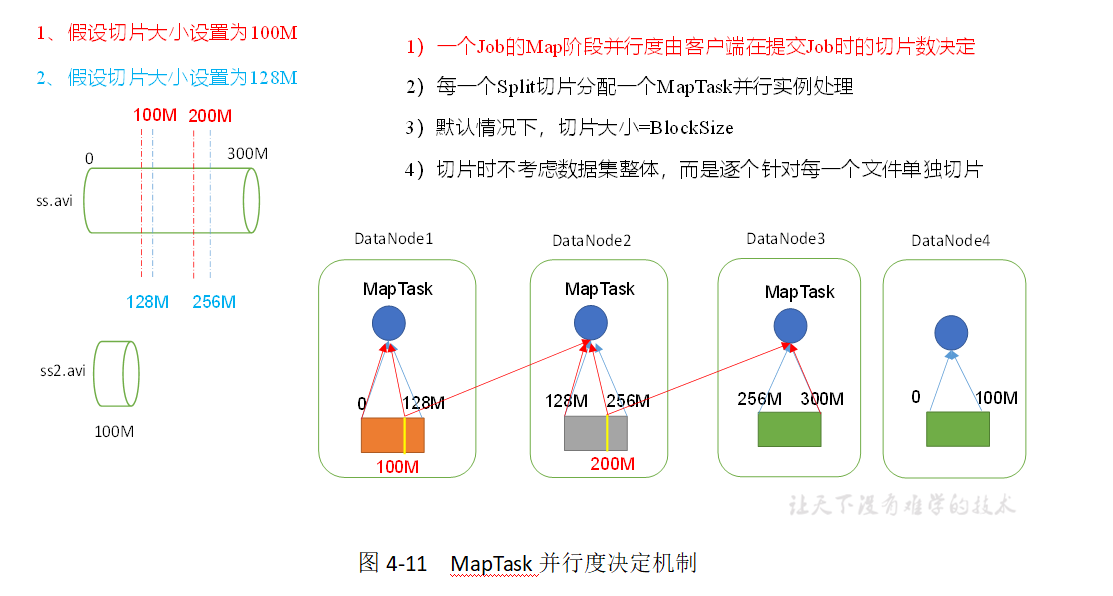 1、假设切片大小设置为100M
2、假设切片大小设置为128M
1）一个Job的Map阶段并行度由客户端在提交Job时的切片数决定
2）每一个Split切片分配一个MapTask并行实例处理
3）默认情况下，切片大小=BlockSize
4）切片时不考虑数据集整体，而是逐个针对每一个文件单独切片
100M 200M
0 300M
ss.avi
128M 256M
ss2.avi
100M
DataNode1 DataNode2 DataNode3 DataNode4
MapTask MapTask MapTask
0 128M 128M 256M 256M 300M 0 100M
100M 200M
让天下没有难学的技术
图 4-11 MapTask 并行度决定机制